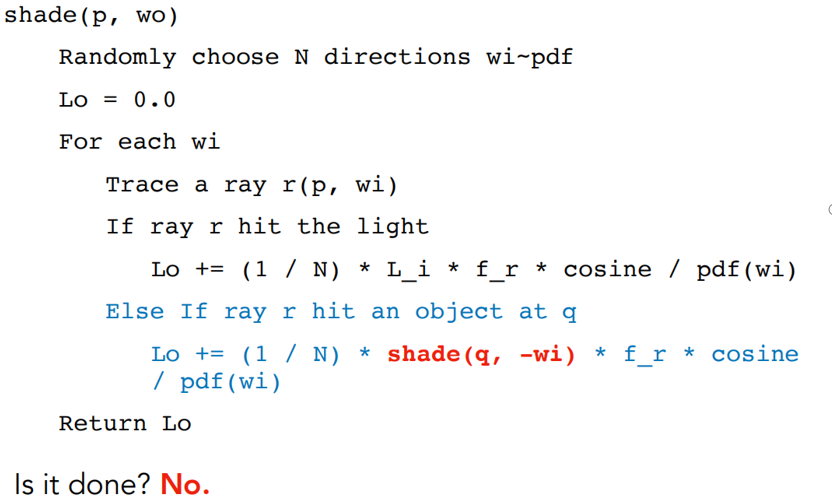 shade(p, wo)
Randomly choose N directions wi~pdf
Lo = 0.0
For each wi
Trace a ray r(p, wi)
If ray r hit the light
Lo += (1 / N) * L_i * f_r * cosine / pdf(wi)
Else If ray r hit an object at q
Lo += (1 / N) * shade(q, -wi) * f_r * cosine
/ pdf(wi)
Return Lo
Is it done? No.